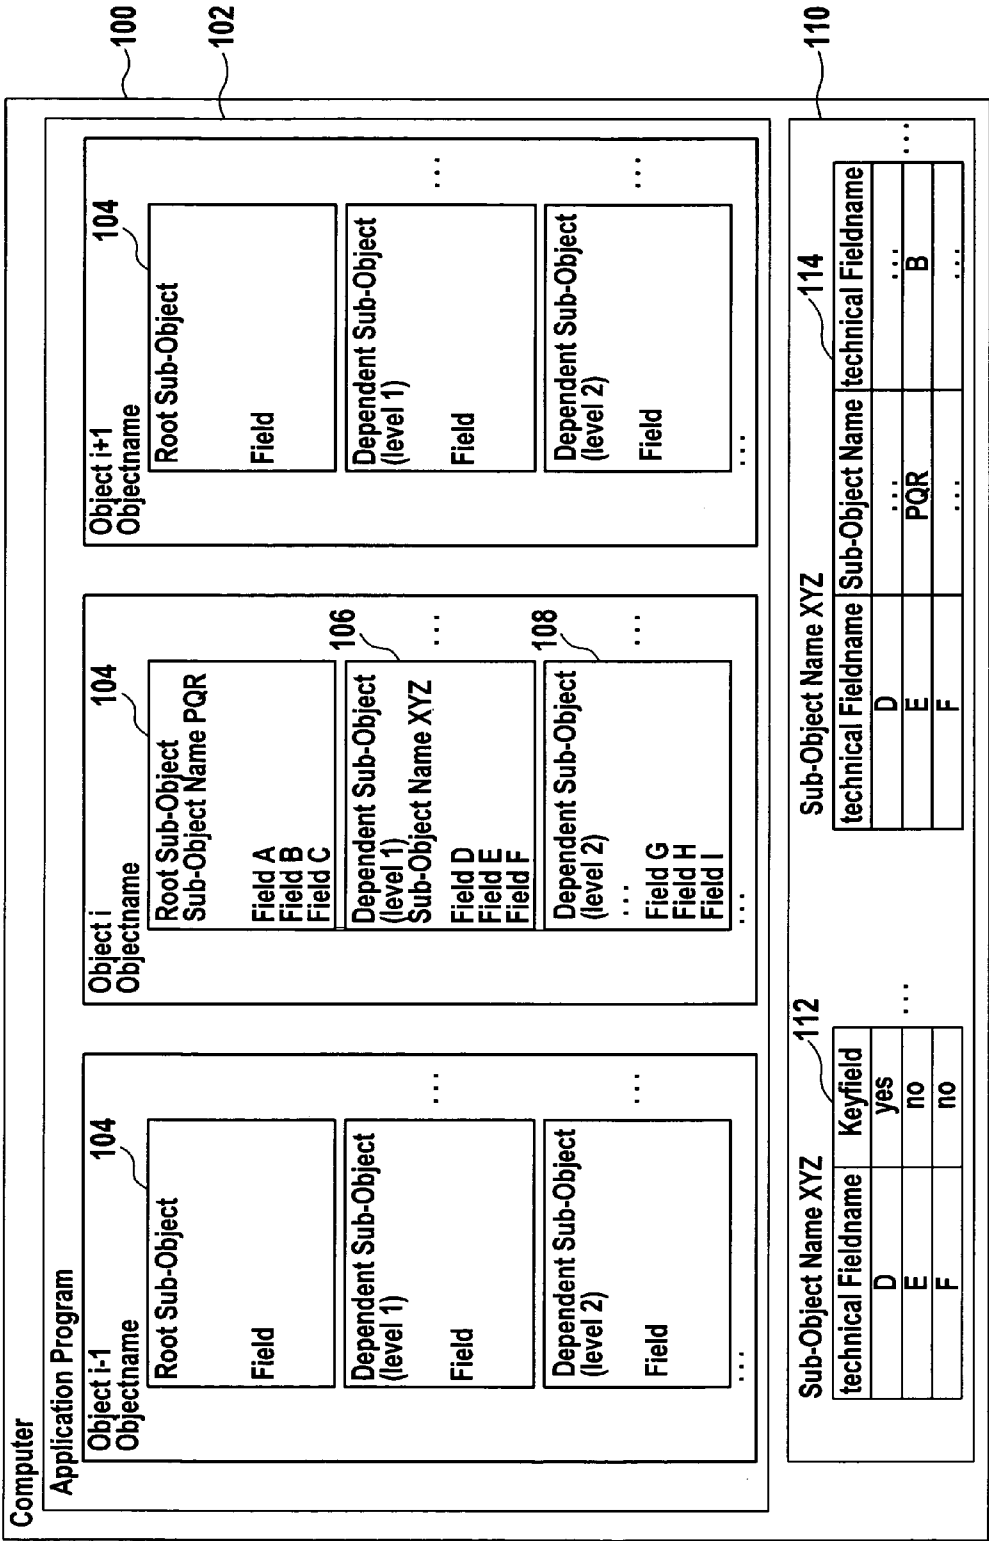 Computer
100
Application Program
102
Object i-1
Objectname
104
Root Sub-Object
Field
Dependent Sub-Object
(level 1)
Field
...
Dependent Sub-Object
(level 2)
Field
...
...
Object i
Objectname
104
Root Sub-Object
Sub-Object Name PQR
Field A
Field B
Field C
106
Dependent Sub-Object
(level 1)
Sub-Object Name XYZ
Field D
Field E
Field F
...
108
Dependent Sub-Object
(level 2)
...
Field G
Field H
Field I
...
...
Object i+1
Objectname
104
Root Sub-Object
Field
Dependent Sub-Object
(level 1)
Field
...
Dependent Sub-Object
(level 2)
Field
...
...
110
Sub-Object Name XYZ
112
technical Fieldname Keyfield
D yes
E no
F no
...
Sub-Object Name XYZ
114
technical Fieldname Sub-Object Name technical Fieldname
D ... ...
E PQR B
F ... ...
...